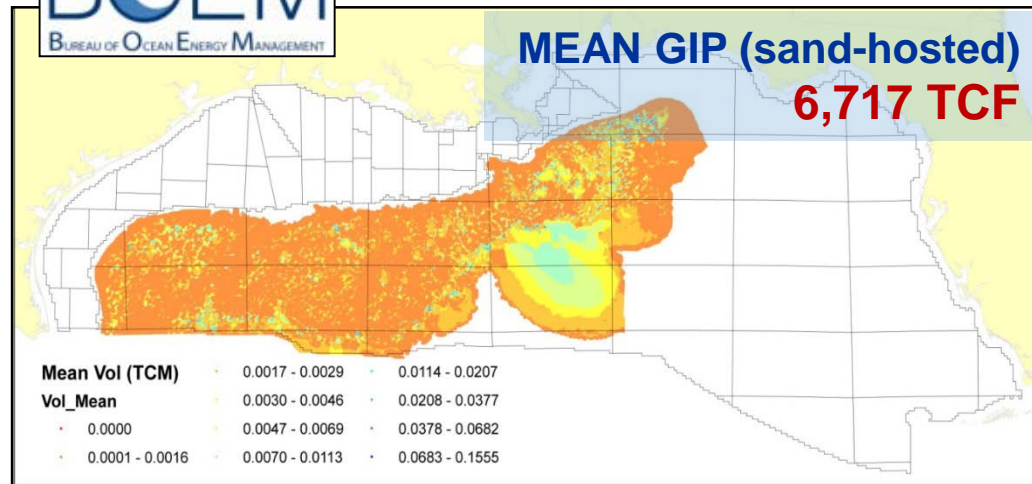 BOEM
BUREAU OF OCEAN ENERGY MANAGEMENT
MEAN GIP (sand-hosted)
6,717 TCF
Mean Vol (TCM)
Vol_Mean
0.0000
0.0001 - 0.0016
0.0017 - 0.0029
0.0030 - 0.0046
0.0047 - 0.0069
0.0070 - 0.0113
0.0114 - 0.0207
0.0208 - 0.0377
0.0378 - 0.0682
0.0683 - 0.1555